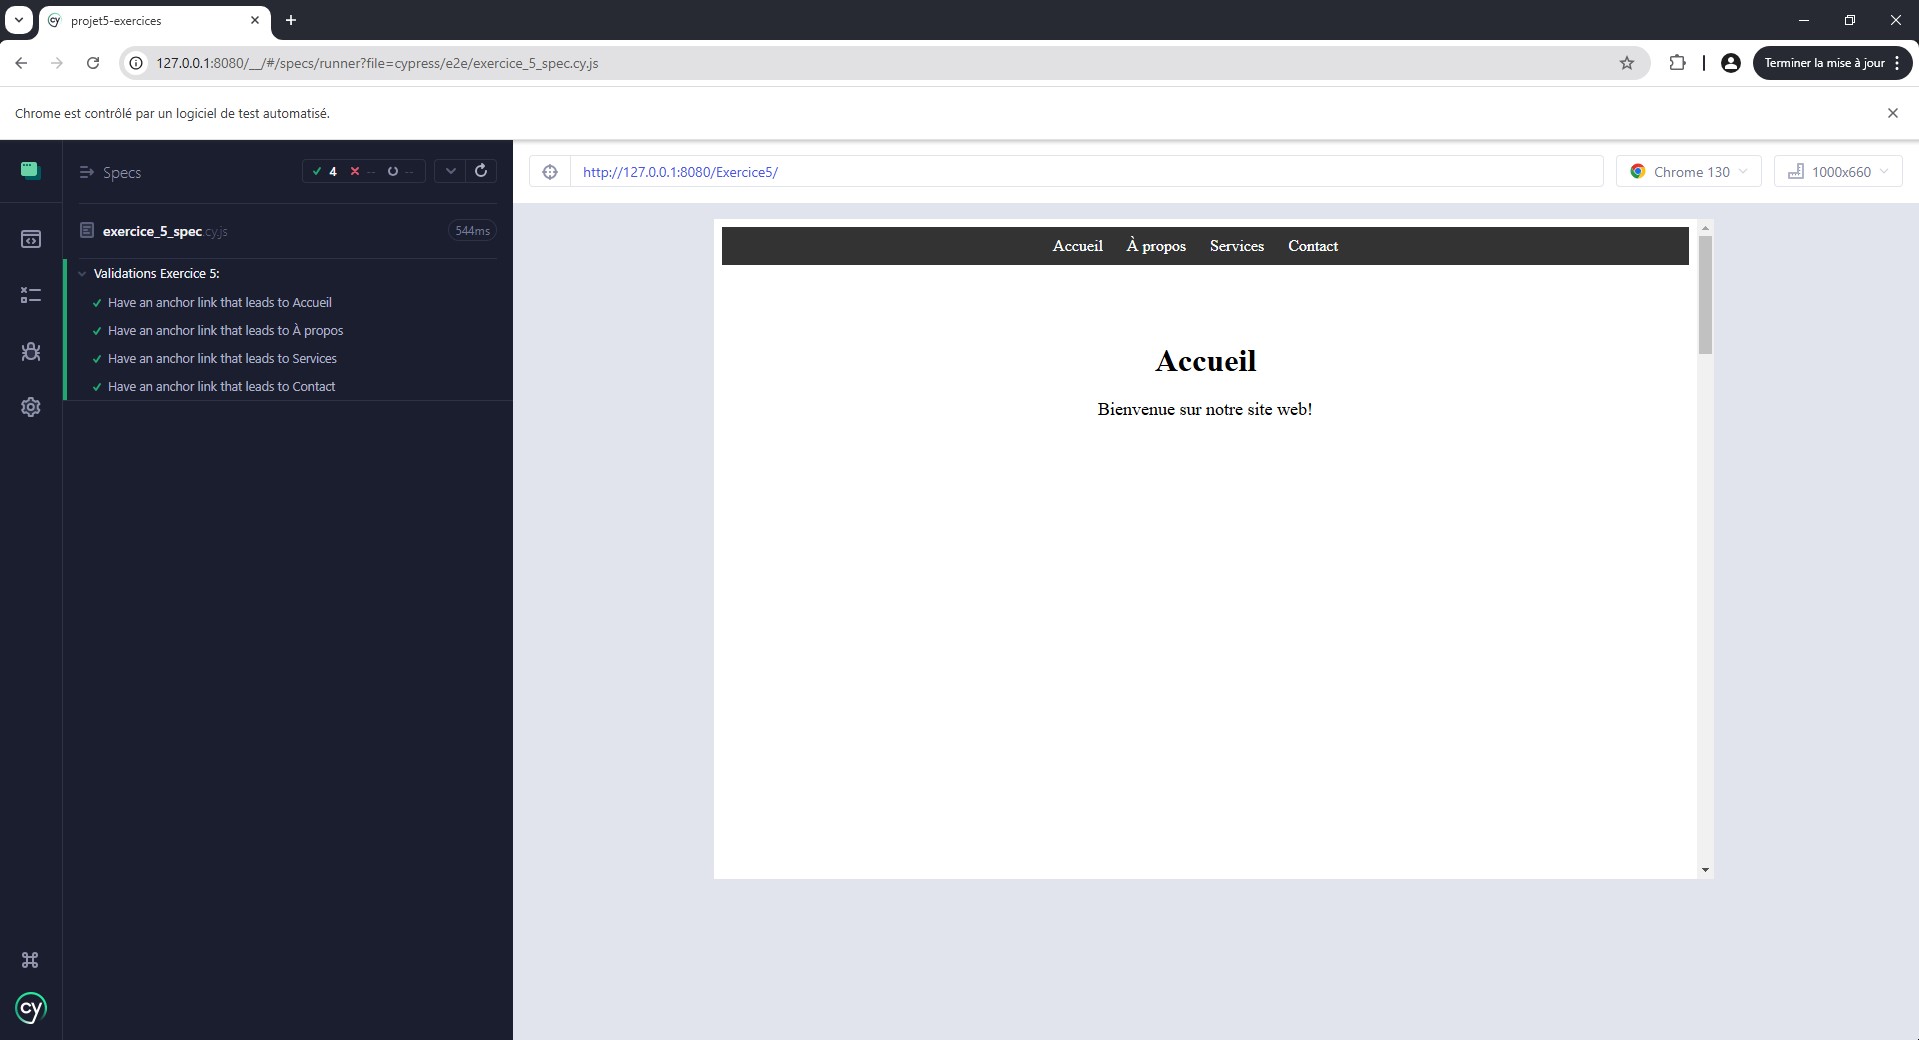 projet5-exercices
127.0.0.1:8080/__/#/specs/runner?file=cypress/e2e/exercice_5_spec.cy.js
Terminer la mise à jour
Chrome est contrôlé par un logiciel de test automatisé.
Specs
4 -- --
http://127.0.0.1:8080/Exercice5/
Chrome 130
1000x660
exercice_5_spec.cy.js
544ms
Validations Exercice 5:
Have an anchor link that leads to Accueil
Have an anchor link that leads to À propos
Have an anchor link that leads to Services
Have an anchor link that leads to Contact
Accueil À propos Services Contact
Accueil
Bienvenue sur notre site web!
cy